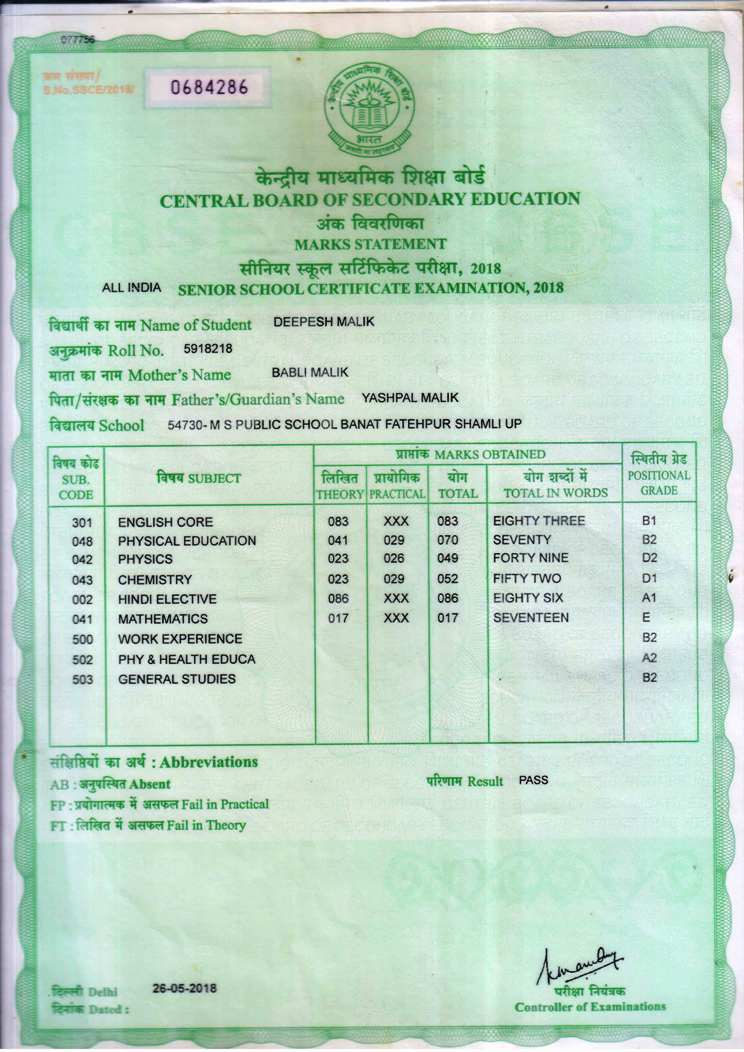 077756
क्रम संख्या/
S.No.SSCE/2018/
0684286
केन्द्रीय माध्यमिक शिक्षा बोर्ड
भारत
केन्द्रीय माध्यमिक शिक्षा बोर्ड
CENTRAL BOARD OF SECONDARY EDUCATION
अंक विवरणिका
MARKS STATEMENT
सीनियर स्कूल सर्टिफिकेट परीक्षा, 2018
ALL INDIA SENIOR SCHOOL CERTIFICATE EXAMINATION, 2018
विद्यार्थी का नाम Name of Student DEEPESH MALIK
अनुक्रमांक Roll No. 5918218
माता का नाम Mother's Name BABLI MALIK
पिता/संरक्षक का नाम Father's/Guardian's Name YASHPAL MALIK
विद्यालय School 54730- M S PUBLIC SCHOOL BANAT FATEHPUR SHAMLI UP
विषय कोड SUB. CODE
विषय SUBJECT
प्राप्तांक MARKS OBTAINED
लिखित THEORY
प्रायोगिक PRACTICAL
योग TOTAL
योग शब्दों में TOTAL IN WORDS
स्थितीय ग्रेड POSITIONAL GRADE
301 ENGLISH CORE 083 XXX 083 EIGHTY THREE B1
048 PHYSICAL EDUCATION 041 029 070 SEVENTY B2
042 PHYSICS 023 026 049 FORTY NINE D2
043 CHEMISTRY 023 029 052 FIFTY TWO D1
002 HINDI ELECTIVE 086 XXX 086 EIGHTY SIX A1
041 MATHEMATICS 017 XXX 017 SEVENTEEN E
500 WORK EXPERIENCE B2
502 PHY & HEALTH EDUCA A2
503 GENERAL STUDIES B2
संक्षिप्तियों का अर्थ : Abbreviations
AB : अनुपस्थित Absent
परिणाम Result PASS
FP : प्रयोगात्मक में असफल Fail in Practical
FT : लिखित में असफल Fail in Theory
दिल्ली Delhi
26-05-2018
दिनांक Dated :
परीक्षा नियंत्रक
Controller of Examinations